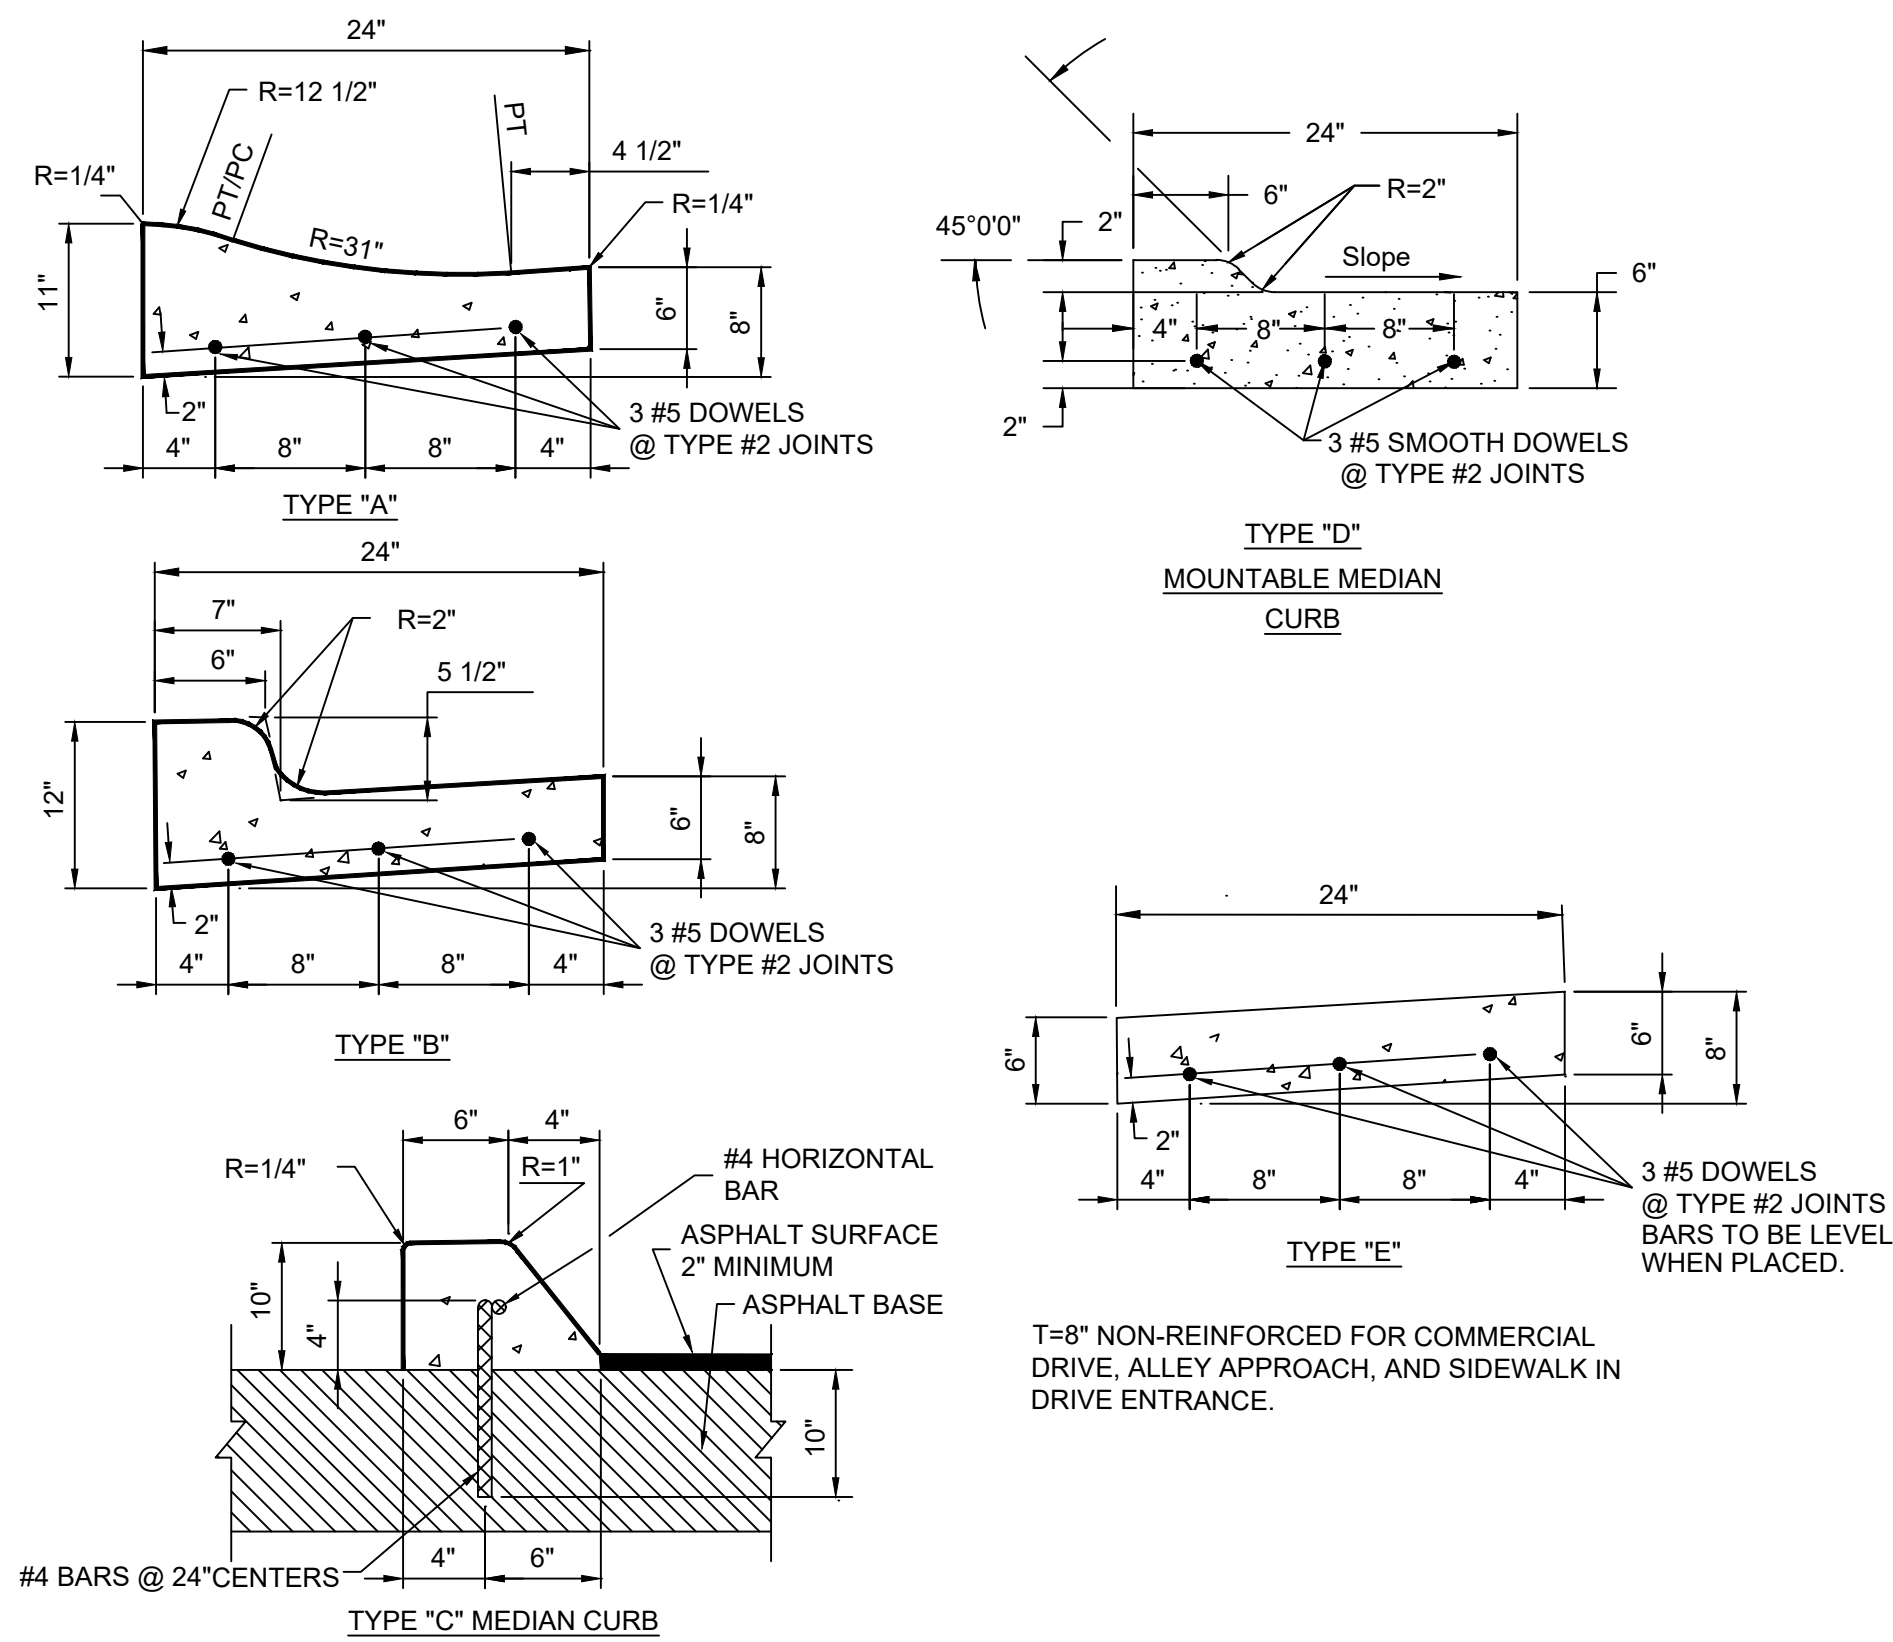 24"
R=12 1/2"
PT
4 1/2"
PT/PC
R=1/4"
R=1/4"
R=31"
11"
6"
8"
2"
3 #5 DOWELS
@ TYPE #2 JOINTS
4"
8"
8"
4"
TYPE "A"
24"
7"
R=2"
6"
5 1/2"
12"
6"
8"
2"
3 #5 DOWELS
@ TYPE #2 JOINTS
4"
8"
8"
4"
TYPE "B"
6"
4"
R=1/4"
R=1"
#4 HORIZONTAL
BAR
ASPHALT SURFACE
2" MINIMUM
ASPHALT BASE
10"
4"
10"
4"
6"
#4 BARS @ 24"CENTERS
TYPE "C" MEDIAN CURB
24"
6"
R=2"
45°0'0"
2"
Slope
6"
4"
8"
8"
2"
3 #5 SMOOTH DOWELS
@ TYPE #2 JOINTS
TYPE "D"
MOUNTABLE MEDIAN
CURB
24"
6"
6"
8"
2"
4"
8"
8"
4"
3 #5 DOWELS
@ TYPE #2 JOINTS
BARS TO BE LEVEL
WHEN PLACED.
TYPE "E"
T=8" NON-REINFORCED FOR COMMERCIAL
DRIVE, ALLEY APPROACH, AND SIDEWALK IN
DRIVE ENTRANCE.